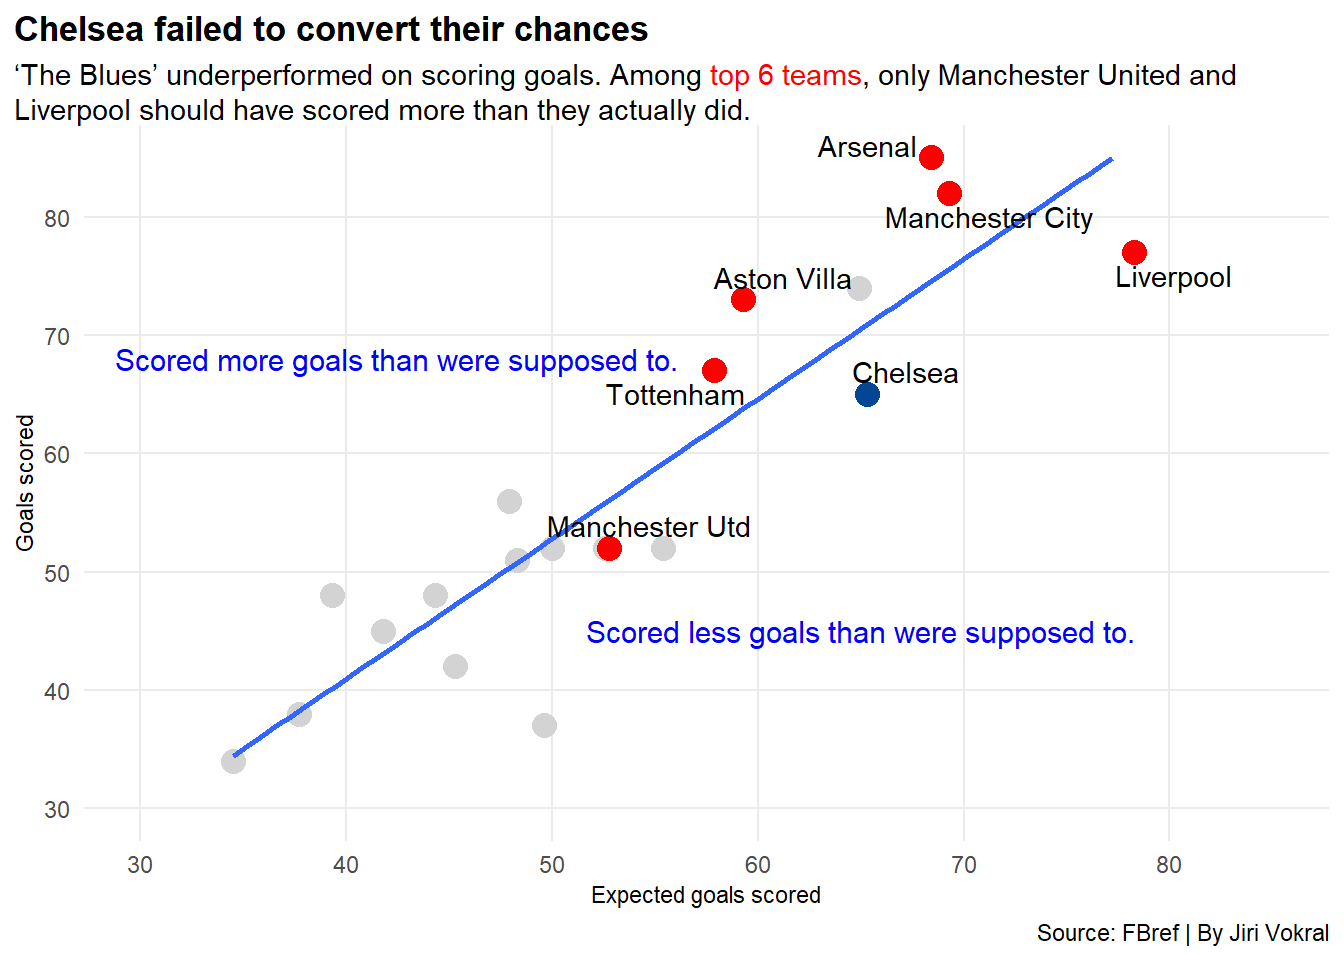 Chelsea failed to convert their chances
‘The Blues’ underperformed on scoring goals. Among top 6 teams, only Manchester United and
Liverpool should have scored more than they actually did.
Arsenal
Manchester City
Liverpool
Aston Villa
Scored more goals than were supposed to.
Chelsea
Tottenham
Manchester Utd
Scored less goals than were supposed to.
Goals scored
80
70
60
50
40
30
30 40 50 60 70 80
Expected goals scored
Source: FBref | By Jiri Vokral